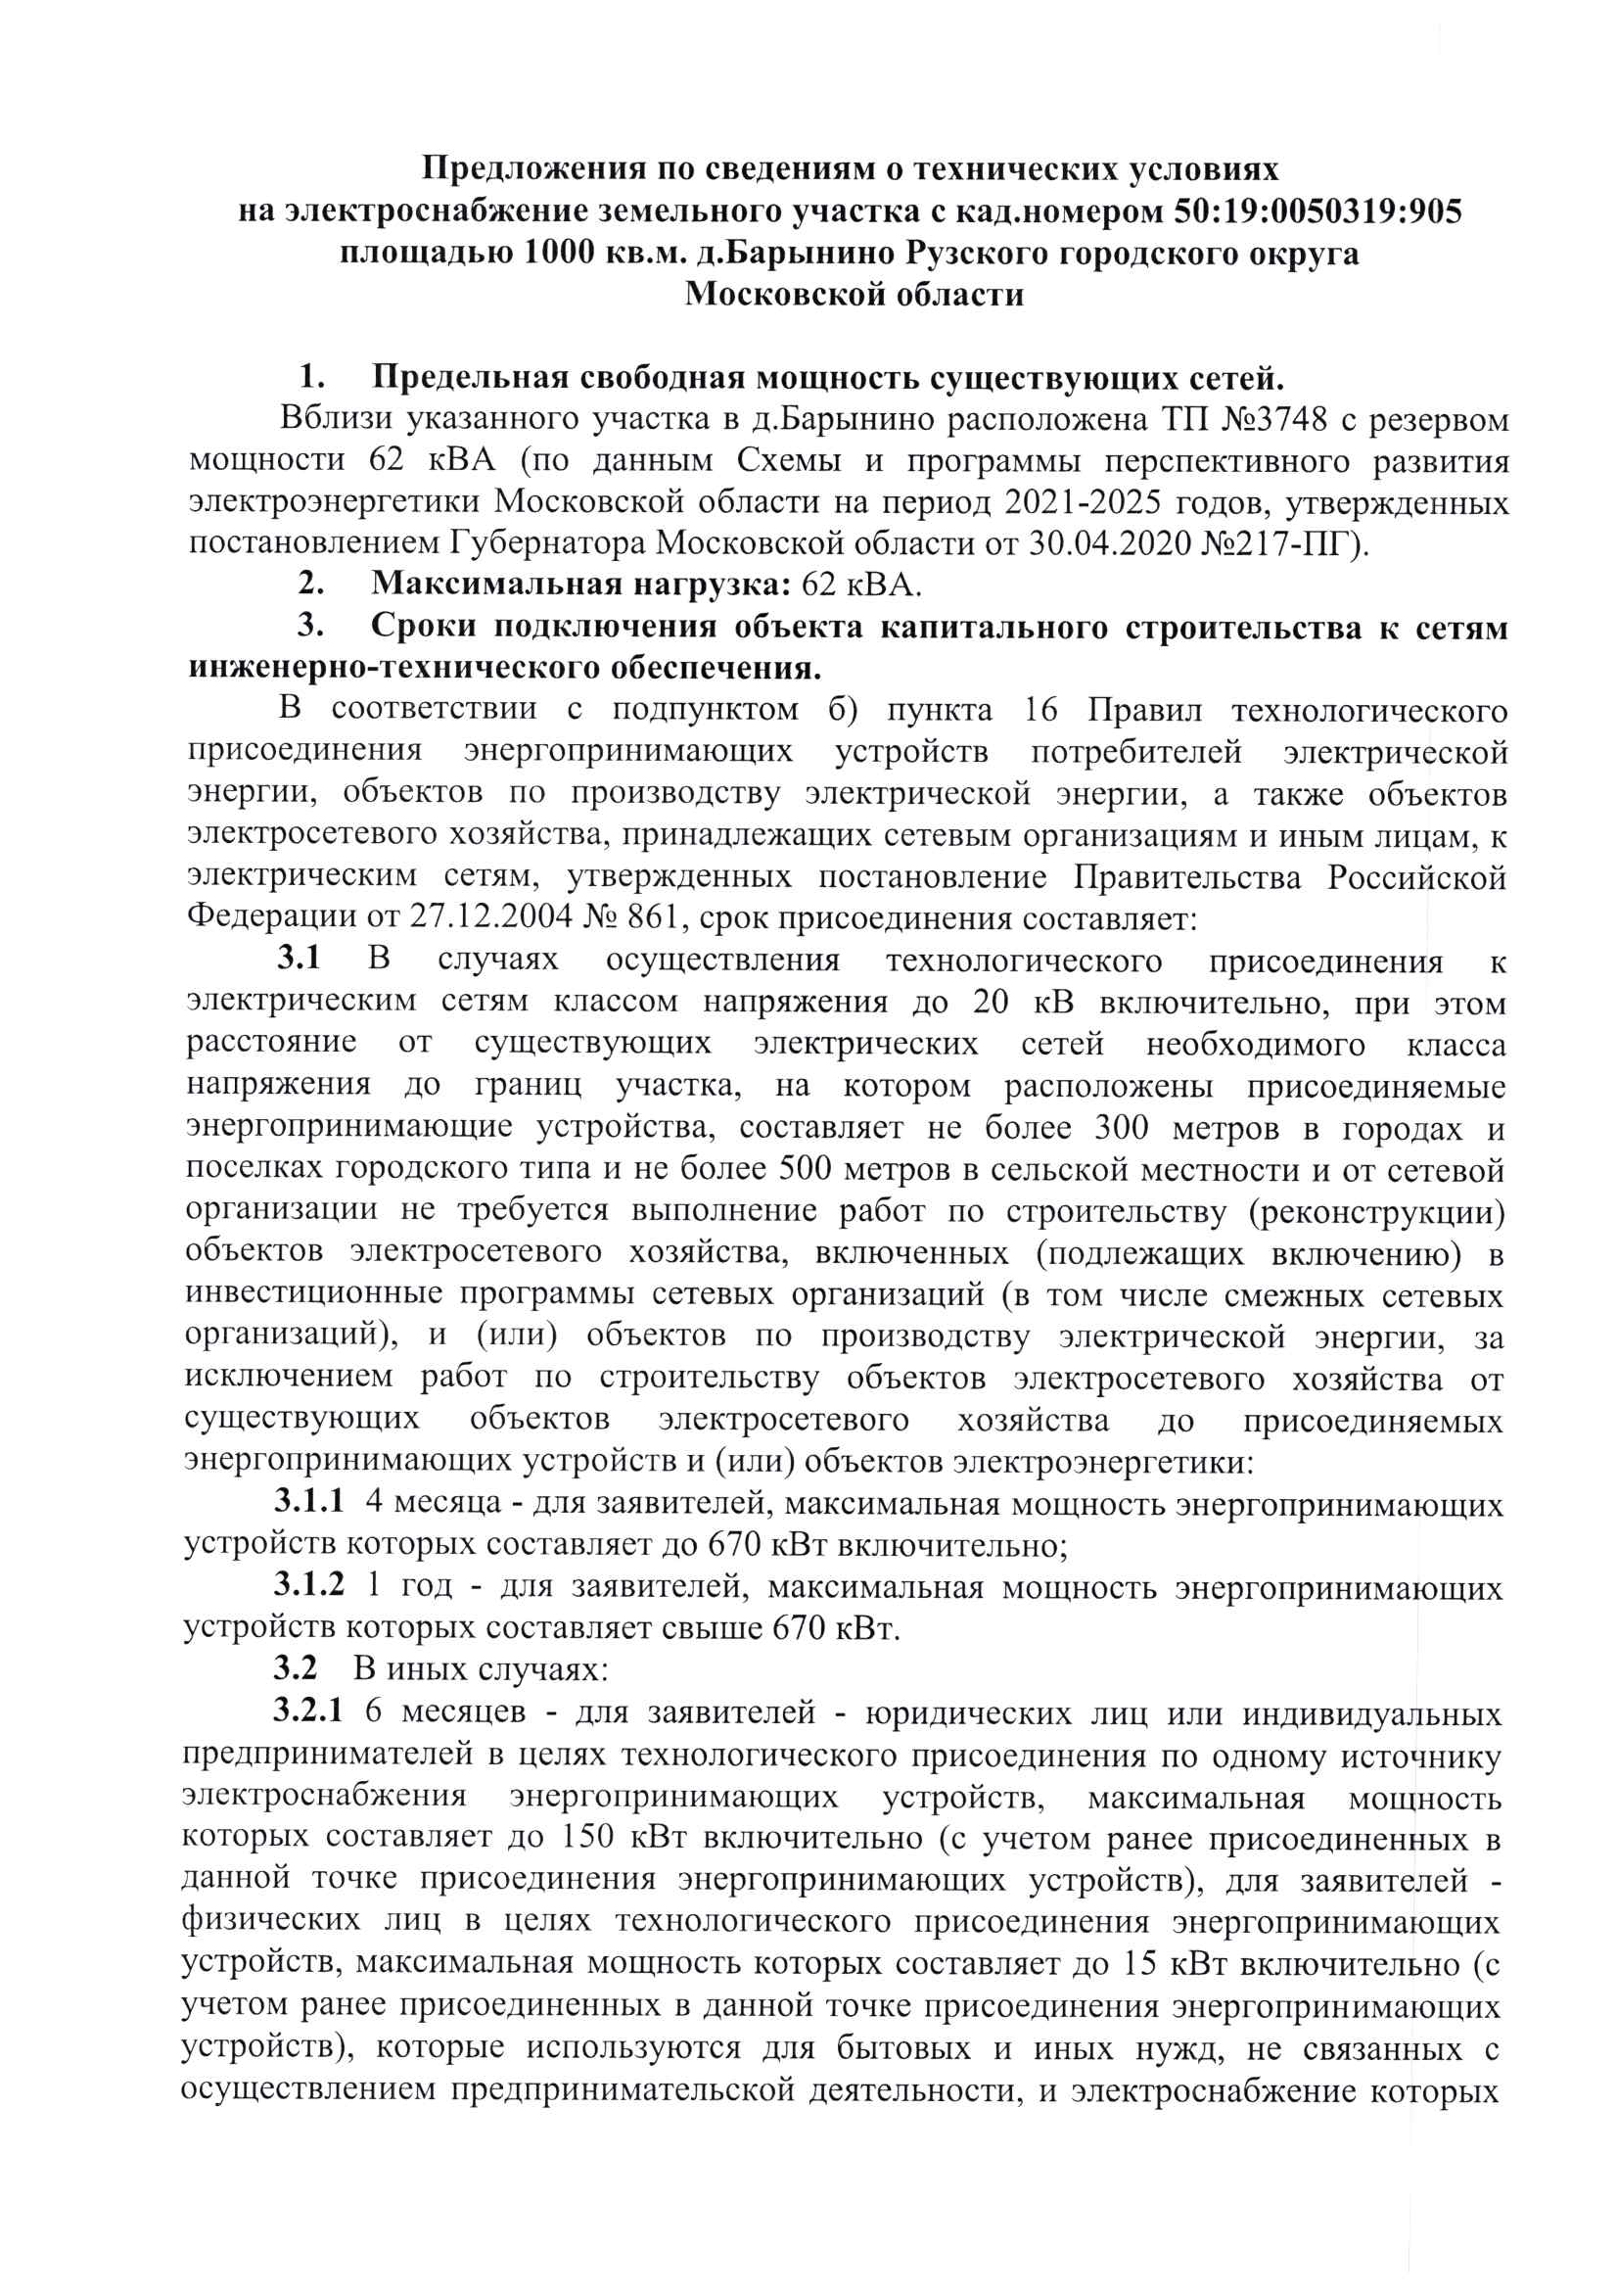 Предложения по сведениям о технических условиях
на электроснабжение земельного участка с кад.номером 50:19:0050319:905
площадью 1000 кв.м. д.Барынино Рузского городского округа
Московской области
1. Предельная свободная мощность существующих сетей.
Вблизи указанного участка в д.Барынино расположена ТП №3748 с резервом
мощности 62 кВА (по данным Схемы и программы перспективного развития
электроэнергетики Московской области на период 2021-2025 годов, утвержденных
постановлением Губернатора Московской области от 30.04.2020 №217-ПГ).
2. Максимальная нагрузка: 62 кВА.
3. Сроки подключения объекта капитального строительства к сетям
инженерно-технического обеспечения.
В соответствии с подпунктом б) пункта 16 Правил технологического
присоединения энергопринимающих устройств потребителей электрической
энергии, объектов по производству электрической энергии, а также объектов
электросетевого хозяйства, принадлежащих сетевым организациям и иным лицам, к
электрическим сетям, утвержденных постановление Правительства Российской
Федерации от 27.12.2004 № 861, срок присоединения составляет:
3.1 В случаях осуществления технологического присоединения к
электрическим сетям классом напряжения до 20 кВ включительно, при этом
расстояние от существующих электрических сетей необходимого класса
напряжения до границ участка, на котором расположены присоединяемые
энергопринимающие устройства, составляет не более 300 метров в городах и
поселках городского типа и не более 500 метров в сельской местности и от сетевой
организации не требуется выполнение работ по строительству (реконструкции)
объектов электросетевого хозяйства, включенных (подлежащих включению) в
инвестиционные программы сетевых организаций (в том числе смежных сетевых
организаций), и (или) объектов по производству электрической энергии, за
исключением работ по строительству объектов электросетевого хозяйства от
существующих объектов электросетевого хозяйства до присоединяемых
энергопринимающих устройств и (или) объектов электроэнергетики:
3.1.1 4 месяца - для заявителей, максимальная мощность энергопринимающих
устройств которых составляет до 670 кВт включительно;
3.1.2 1 год - для заявителей, максимальная мощность энергопринимающих
устройств которых составляет свыше 670 кВт.
3.2 В иных случаях:
3.2.1 6 месяцев - для заявителей - юридических лиц или индивидуальных
предпринимателей в целях технологического присоединения по одному источнику
электроснабжения энергопринимающих устройств, максимальная мощность
которых составляет до 150 кВт включительно (с учетом ранее присоединенных в
данной точке присоединения энергопринимающих устройств), для заявителей -
физических лиц в целях технологического присоединения энергопринимающих
устройств, максимальная мощность которых составляет до 15 кВт включительно (с
учетом ранее присоединенных в данной точке присоединения энергопринимающих
устройств), которые используются для бытовых и иных нужд, не связанных с
осуществлением предпринимательской деятельности, и электроснабжение которых